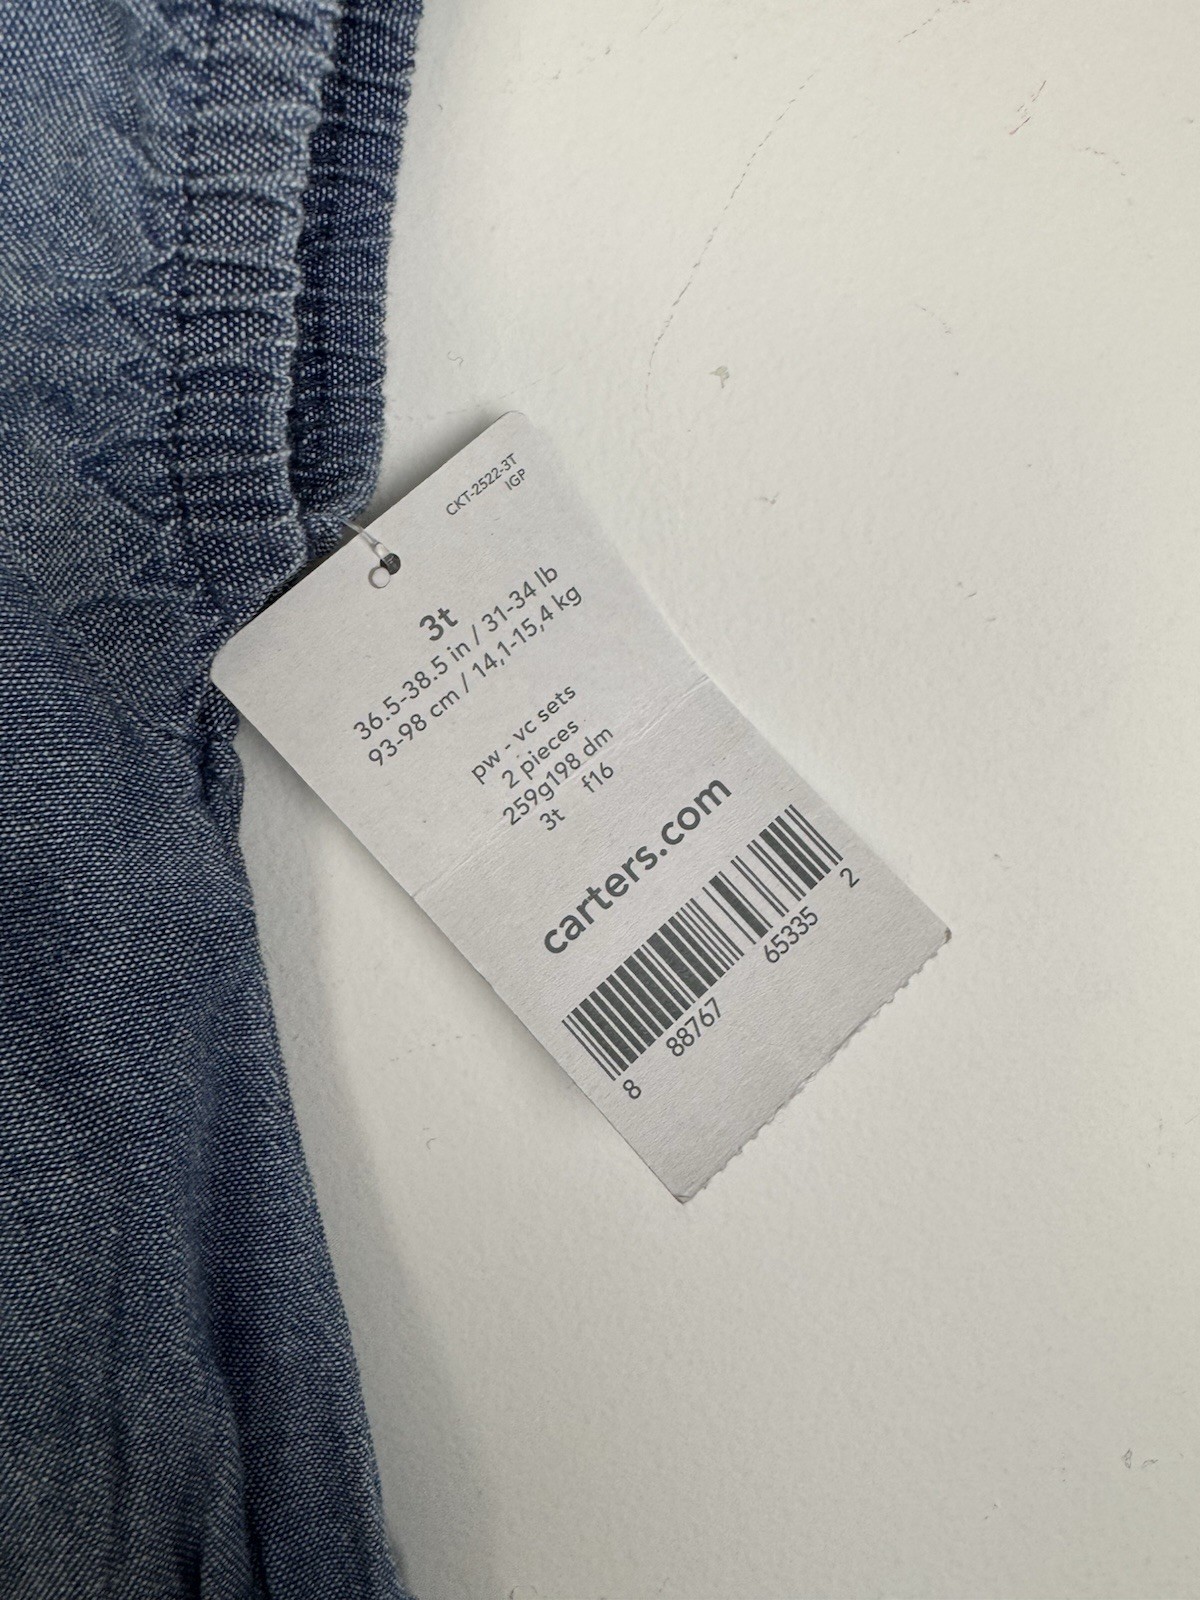 CKT-2522-3T
IGP
3t
36.5-38.5 in / 31-34 lb
93-98 cm / 14,1-15,4 kg
pw - vc sets
2 pieces
259g198 dm
3t f16
carters.com
8 88767 65335 2